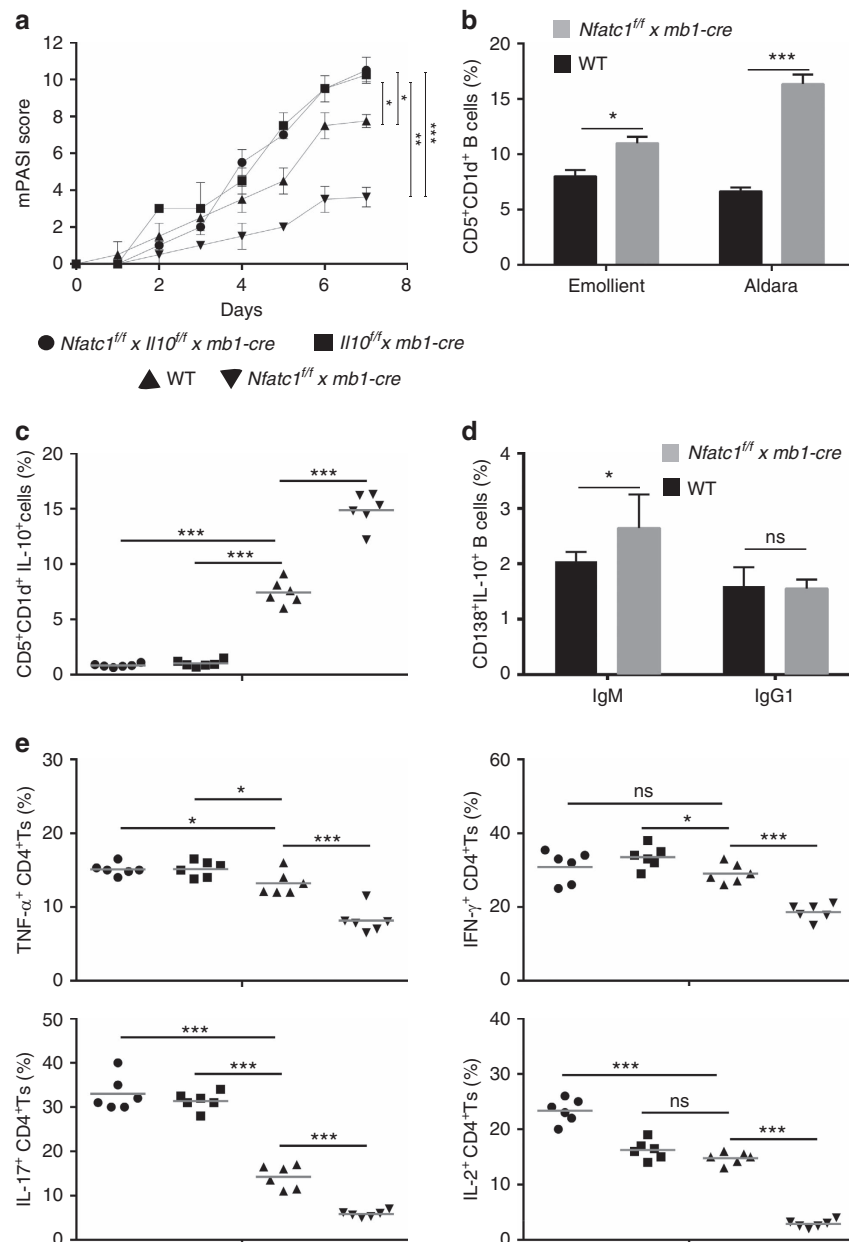 a
mPASI score
12
10
8
6
4
2
0
0 2 4 6 8
Days
* * ** ***
Nfatc1f/f x Il10f/f x mb1-cre Il10f/f x mb1-cre
WT Nfatc1f/f x mb1-cre
b
Nfatc1f/f x mb1-cre
WT
CD5+CD1d+ B cells (%)
20
15
10
5
0
* ***
Emollient Aldara
c
CD5+CD1d+ IL-10+cells (%)
20
15
10
5
0
***
***
***
d
Nfatc1f/f x mb1-cre
WT
CD138+IL-10+ B cells (%)
4
3
2
1
0
* ns
IgM IgG1
e
TNF-α+ CD4+Ts (%)
30
20
10
0
*
* ***
IFN-γ+ CD4+Ts (%)
60
40
20
0
ns
* ***
IL-17+ CD4+Ts (%)
50
40
30
20
10
0
***
***
***
IL-2+ CD4+Ts (%)
40
30
20
10
0
***
ns
***